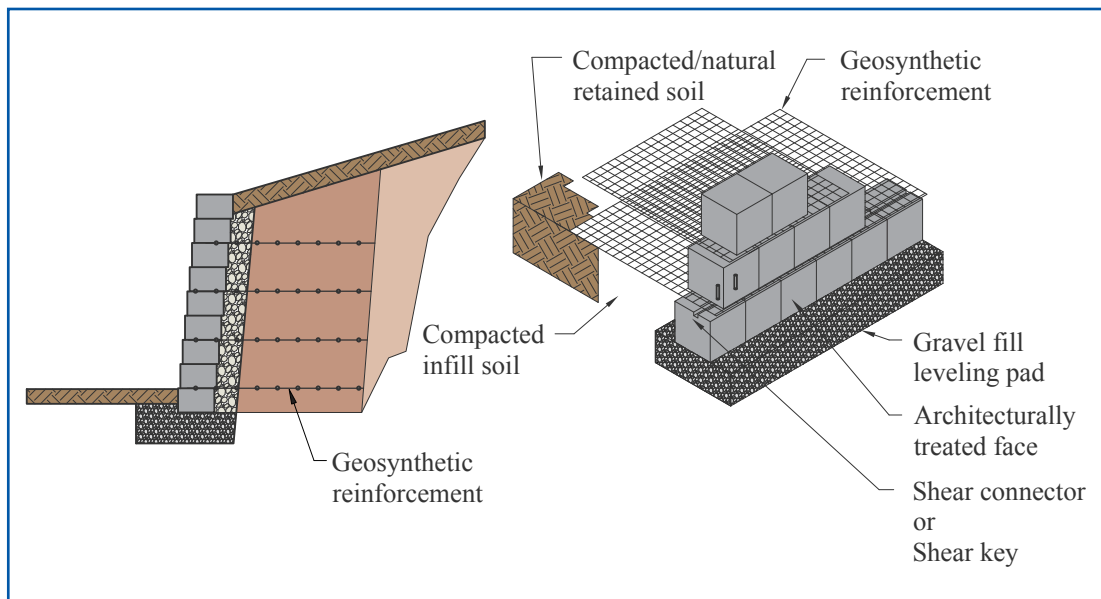 Compacted/natural
retained soil
Geosynthetic
reinforcement
Compacted
infill soil
Gravel fill
leveling pad
Architecturally
treated face
Geosynthetic
reinforcement
Shear connector
or
Shear key